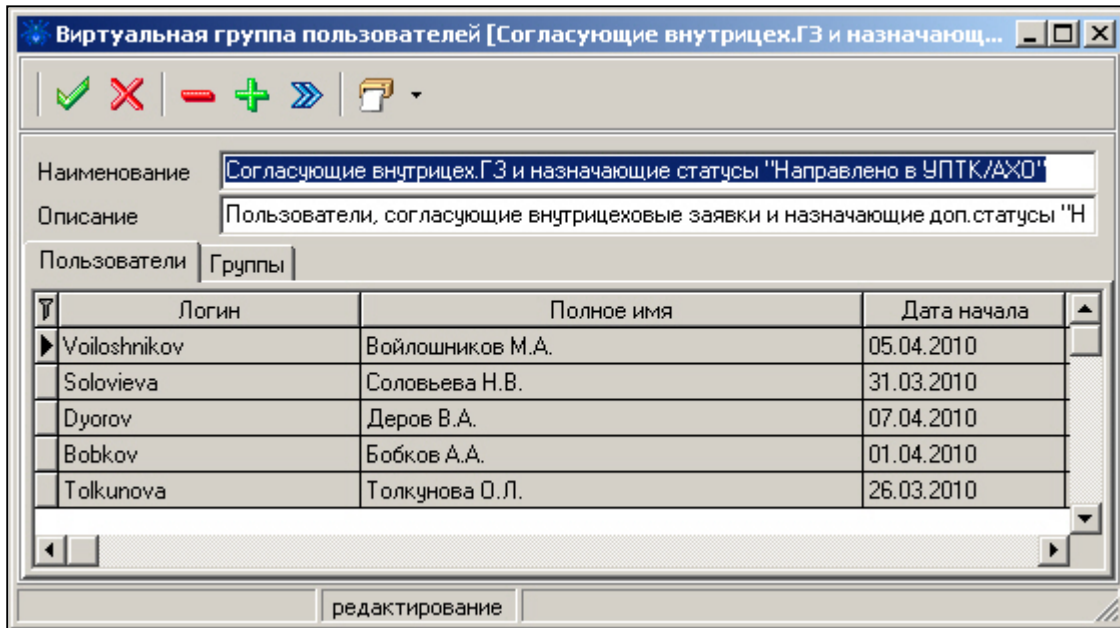 Виртуальная группа пользователей [Согласующие внутрицех.ГЗ и назначающ...
Наименование Согласующие внутрицех.ГЗ и назначающие статусы "Направлено в УПТК/АХО"
Описание Пользователи, согласующие внутрицеховые заявки и назначающие доп.статусы "Н
Пользователи Группы
Логин Полное имя Дата начала
Voiloshnikov Войлошников М.А. 05.04.2010
Solovieva Соловьева Н.В. 31.03.2010
Dyorov Деров В.А. 07.04.2010
Bobkov Бобков А.А. 01.04.2010
Tolkunova Толкунова О.Л. 26.03.2010
редактирование